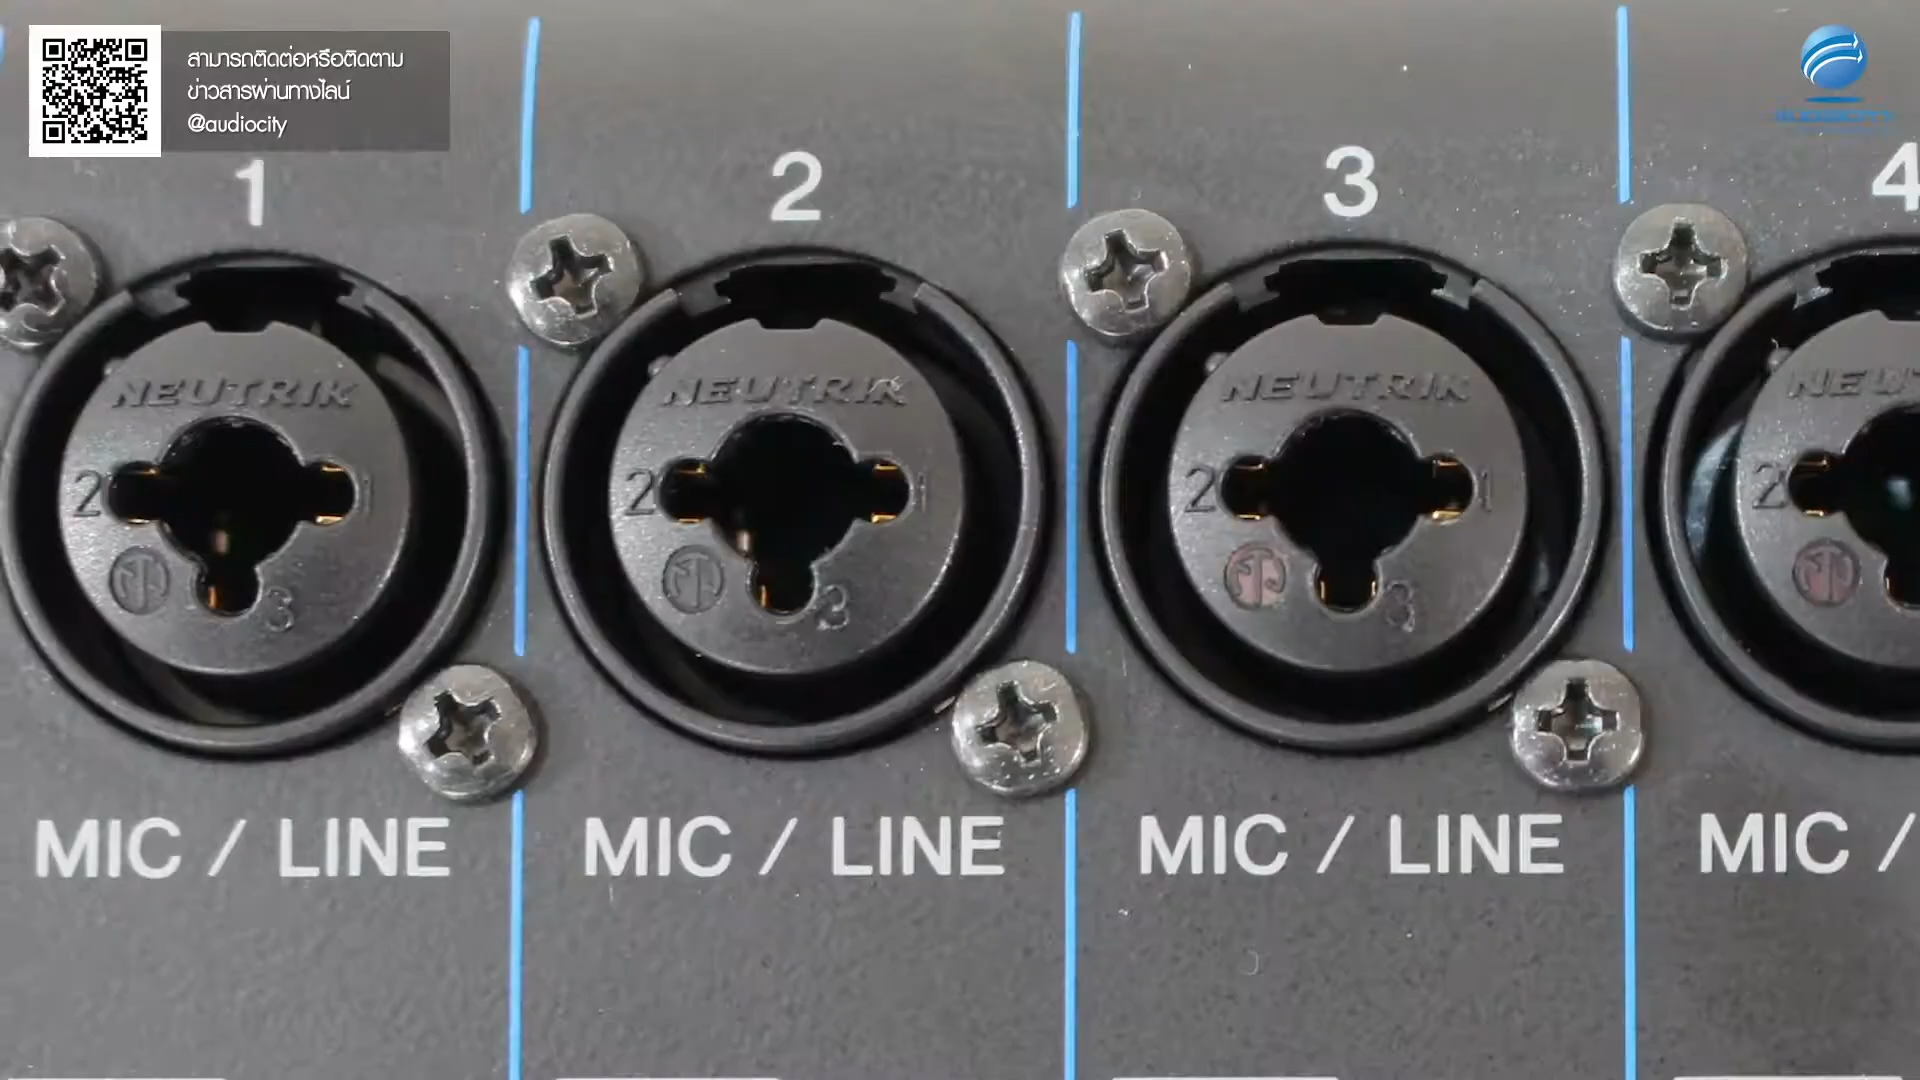 สามารถติดต่อหรือติดตาม
ข่าวสารผ่านทางไลน์
@audiocity
AUDIOCITY
1 2 3 4
NEUTRIK NEUTRIK NEUTRIK NEUT
2 1 2 1 2 1 2
3 3 3
MIC / LINE MIC / LINE MIC / LINE MIC /